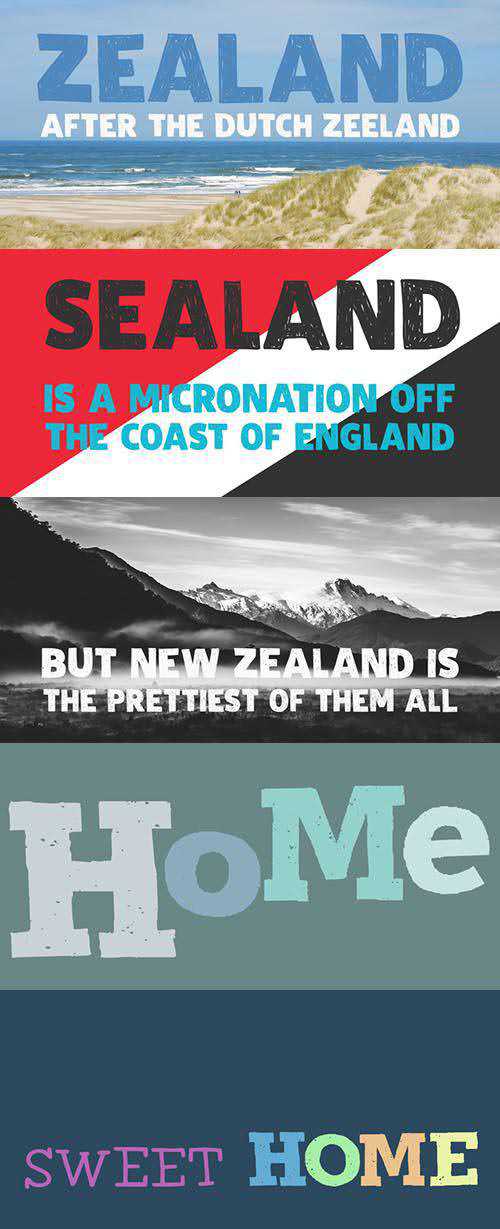 ZEALAND
AFTER THE DUTCH ZEELAND
SEALAND
IS A MICRONATION OFF
THE COAST OF ENGLAND
BUT NEW ZEALAND IS
THE PRETTIEST OF THEM ALL
HoMe
SWEET HOME